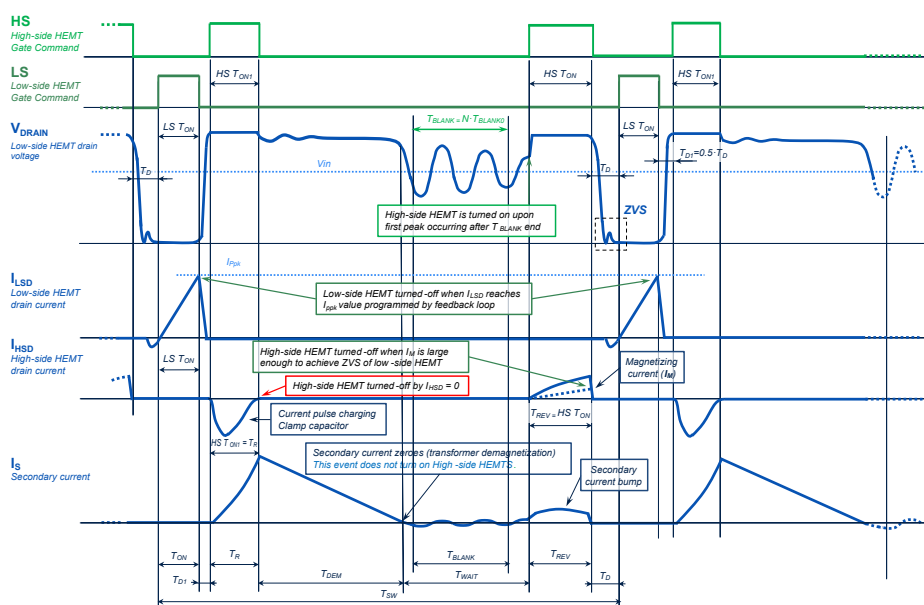 HS
High-side HEMT
Gate Command
HS TON1
HS TON
HS TON1
LS
Low-side HEMT
Gate Command
VDRAIN
Low-side HEMT drain
voltage
LS TON
TBLANK = N·TBLANK0
LS TON
TD
Vin
TD
TD1=0.5·TD
ZVS
High-side HEMT is turned on upon
first peak occurring after TBLANK end
IPpk
ILSD
Low-side HEMT
drain current
Low-side HEMT turned-off when ILSD reaches
Ippk value programmed by feedback loop
IHSD
High-side HEMT
drain current
LS TON
High-side HEMT turned-off when IM is large
enough to achieve ZVS of low-side HEMT
Magnetizing
current (IM)
High-side HEMT turned-off by IHSD = 0
Current pulse charging
Clamp capacitor
TREV = HS TON
HS TON1 = TR
Secondary current zeroes (transformer demagnetization)
This event does not turn on High -side HEMTS.
IS
Secondary current
Secondary
current bump
TON
TR
TBLANK
TREV
TD1
TDEM
TWAIT
TD
TSW